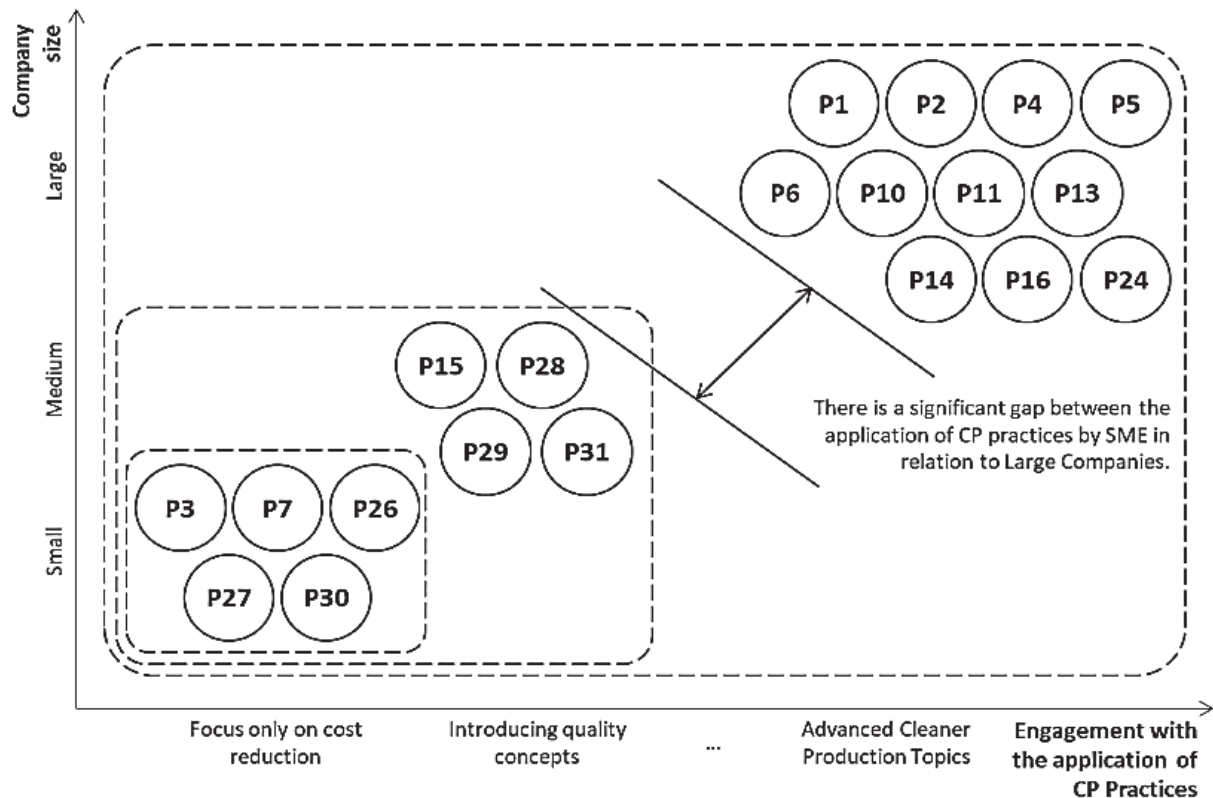 Company
size
Large
Medium
Small
P1 P2 P4 P5
P6 P10 P11 P13
P14 P16 P24
P15 P28
P29 P31
P3 P7 P26
P27 P30
There is a significant gap between the
application of CP practices by SME in
relation to Large Companies.
Focus only on cost
reduction
Introducing quality
concepts
...
Advanced Cleaner
Production Topics
Engagement with
the application of
CP Practices